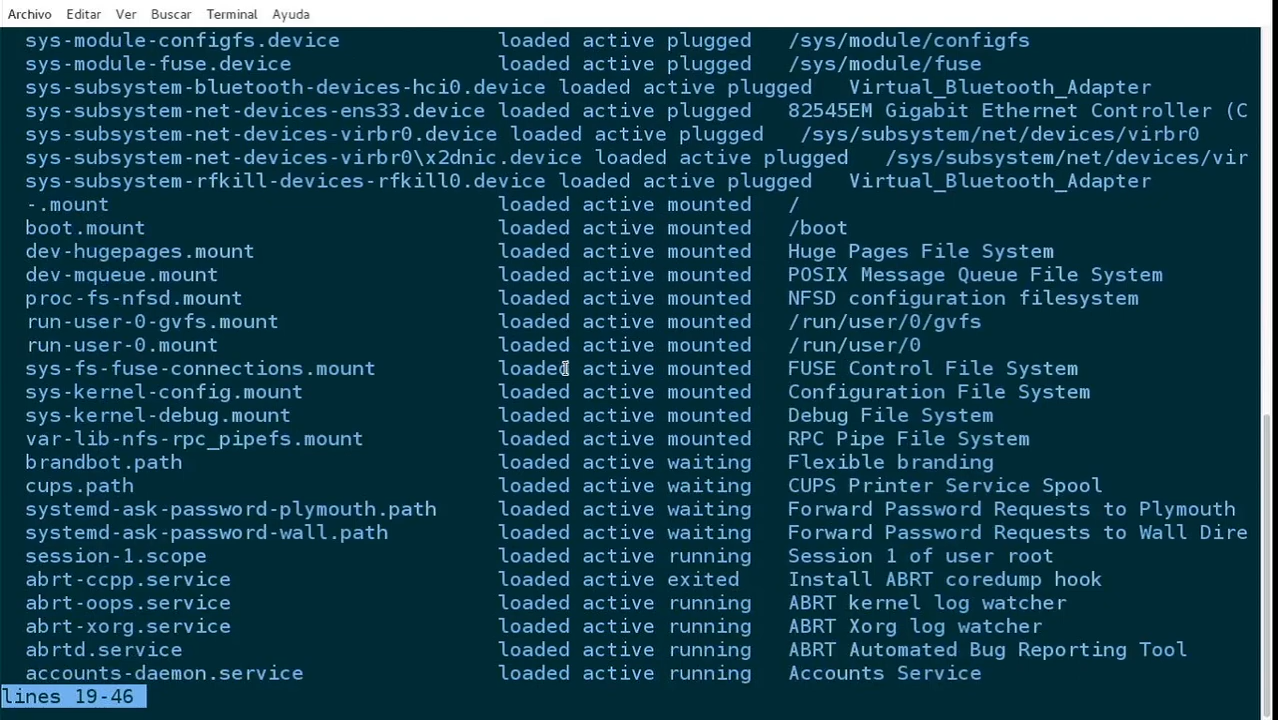 Archivo Editar Ver Buscar Terminal Ayuda
sys-module-configfs.device loaded active plugged /sys/module/configfs
sys-module-fuse.device loaded active plugged /sys/module/fuse
sys-subsystem-bluetooth-devices-hci0.device loaded active plugged Virtual_Bluetooth_Adapter
sys-subsystem-net-devices-ens33.device loaded active plugged 82545EM Gigabit Ethernet Controller (C
sys-subsystem-net-devices-virbr0.device loaded active plugged /sys/subsystem/net/devices/virbr0
sys-subsystem-net-devices-virbr0\x2dnic.device loaded active plugged /sys/subsystem/net/devices/vir
sys-subsystem-rfkill-devices-rfkill0.device loaded active plugged Virtual_Bluetooth_Adapter
-.mount loaded active mounted /
boot.mount loaded active mounted /boot
dev-hugepages.mount loaded active mounted Huge Pages File System
dev-mqueue.mount loaded active mounted POSIX Message Queue File System
proc-fs-nfsd.mount loaded active mounted NFSD configuration filesystem
run-user-0-gvfs.mount loaded active mounted /run/user/0/gvfs
run-user-0.mount loaded active mounted /run/user/0
sys-fs-fuse-connections.mount loaded active mounted FUSE Control File System
sys-kernel-config.mount loaded active mounted Configuration File System
sys-kernel-debug.mount loaded active mounted Debug File System
var-lib-nfs-rpc_pipefs.mount loaded active mounted RPC Pipe File System
brandbot.path loaded active waiting Flexible branding
cups.path loaded active waiting CUPS Printer Service Spool
systemd-ask-password-plymouth.path loaded active waiting Forward Password Requests to Plymouth
systemd-ask-password-wall.path loaded active waiting Forward Password Requests to Wall Dire
session-1.scope loaded active running Session 1 of user root
abrt-ccpp.service loaded active exited Install ABRT coredump hook
abrt-oops.service loaded active running ABRT kernel log watcher
abrt-xorg.service loaded active running ABRT Xorg log watcher
abrtd.service loaded active running ABRT Automated Bug Reporting Tool
accounts-daemon.service loaded active running Accounts Service
lines 19-46